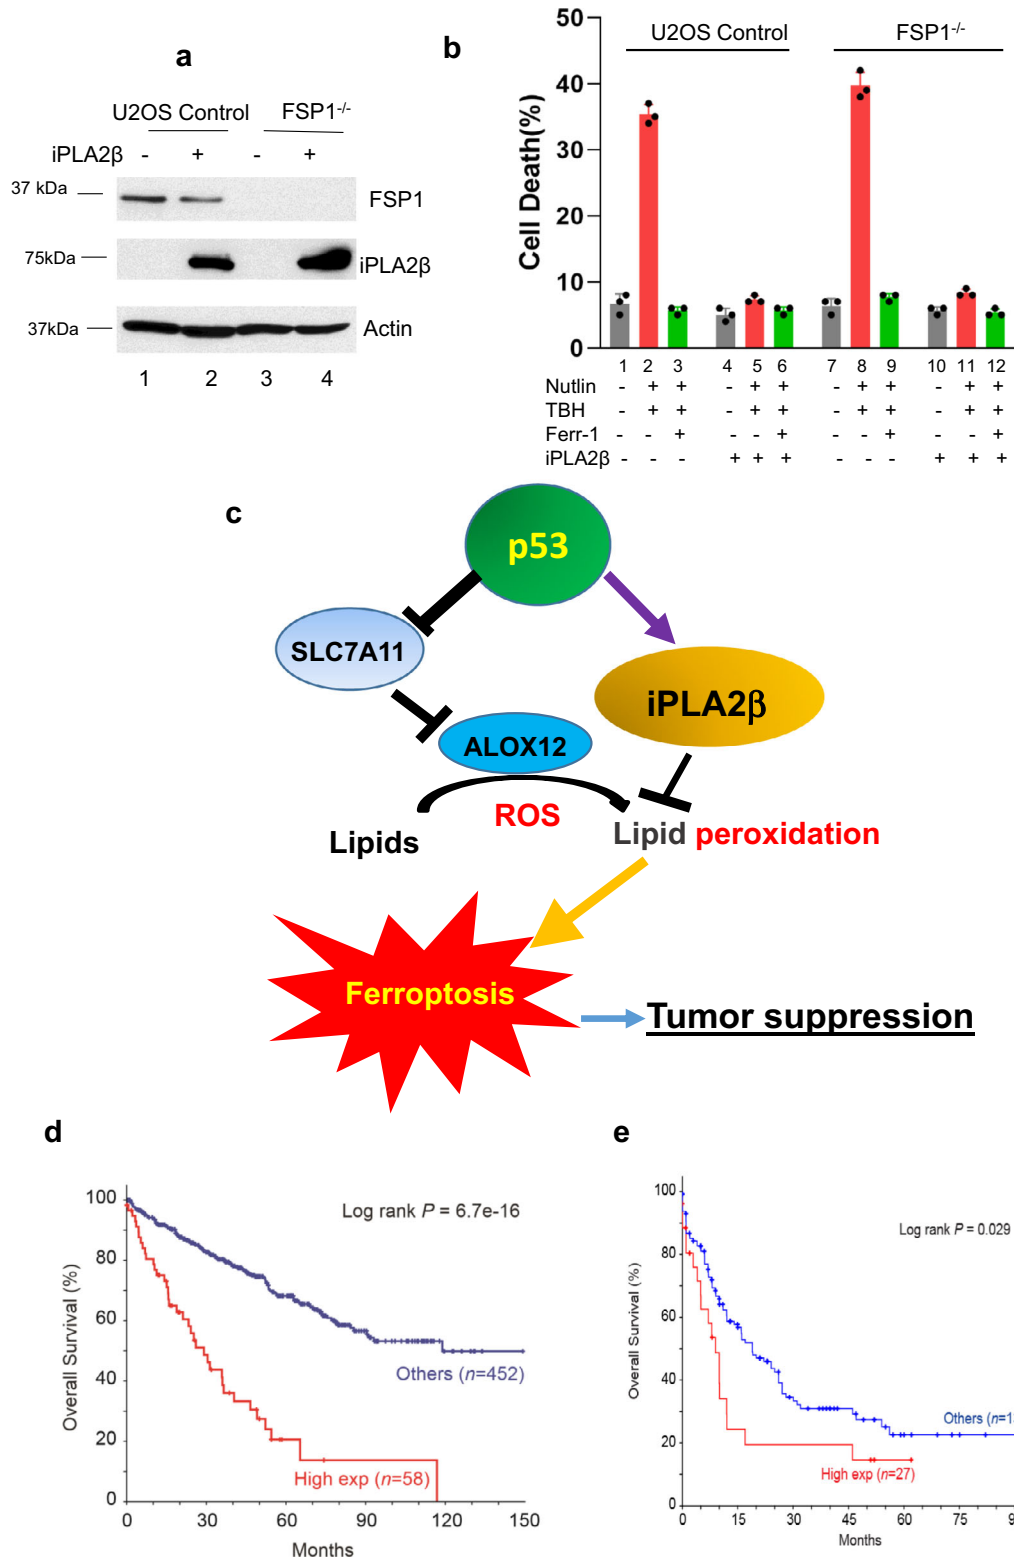 a
U2OS Control FSP1-/-
iPLA2β - + - +
37 kDa FSP1
75kDa iPLA2β
37kDa Actin
1 2 3 4
b
U2OS Control FSP1-/-
Cell Death(%)
50
40
30
20
10
0
1 2 3 4 5 6 7 8 9 10 11 12
Nutlin - + + - + + - + + - + +
TBH - + + - + + - + + - + +
Ferr-1 - - + - - + - - + - - +
iPLA2β - - - + + + - - - + + +
c
p53
SLC7A11
iPLA2β
ALOX12
ROS
Lipids
Lipid peroxidation
Ferroptosis
Tumor suppression
d
Log rank P = 6.7e-16
Overall Survival (%)
100
80
60
40
20
0
Others (n=452)
High exp (n=58)
0 30 60 90 120 150
Months
e
Log rank P = 0.029
Overall Survival (%)
100
80
60
40
20
0
Others (n=1
High exp (n=27)
0 15 30 45 60 75 9
Months